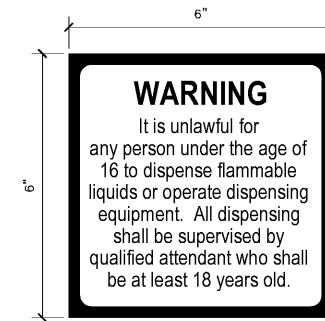 6"
6"
WARNING
It is unlawful for
any person under the age of
16 to dispense flammable
liquids or operate dispensing
equipment.  All dispensing
shall be supervised by
qualified attendant who shall
be at least 18 years old.